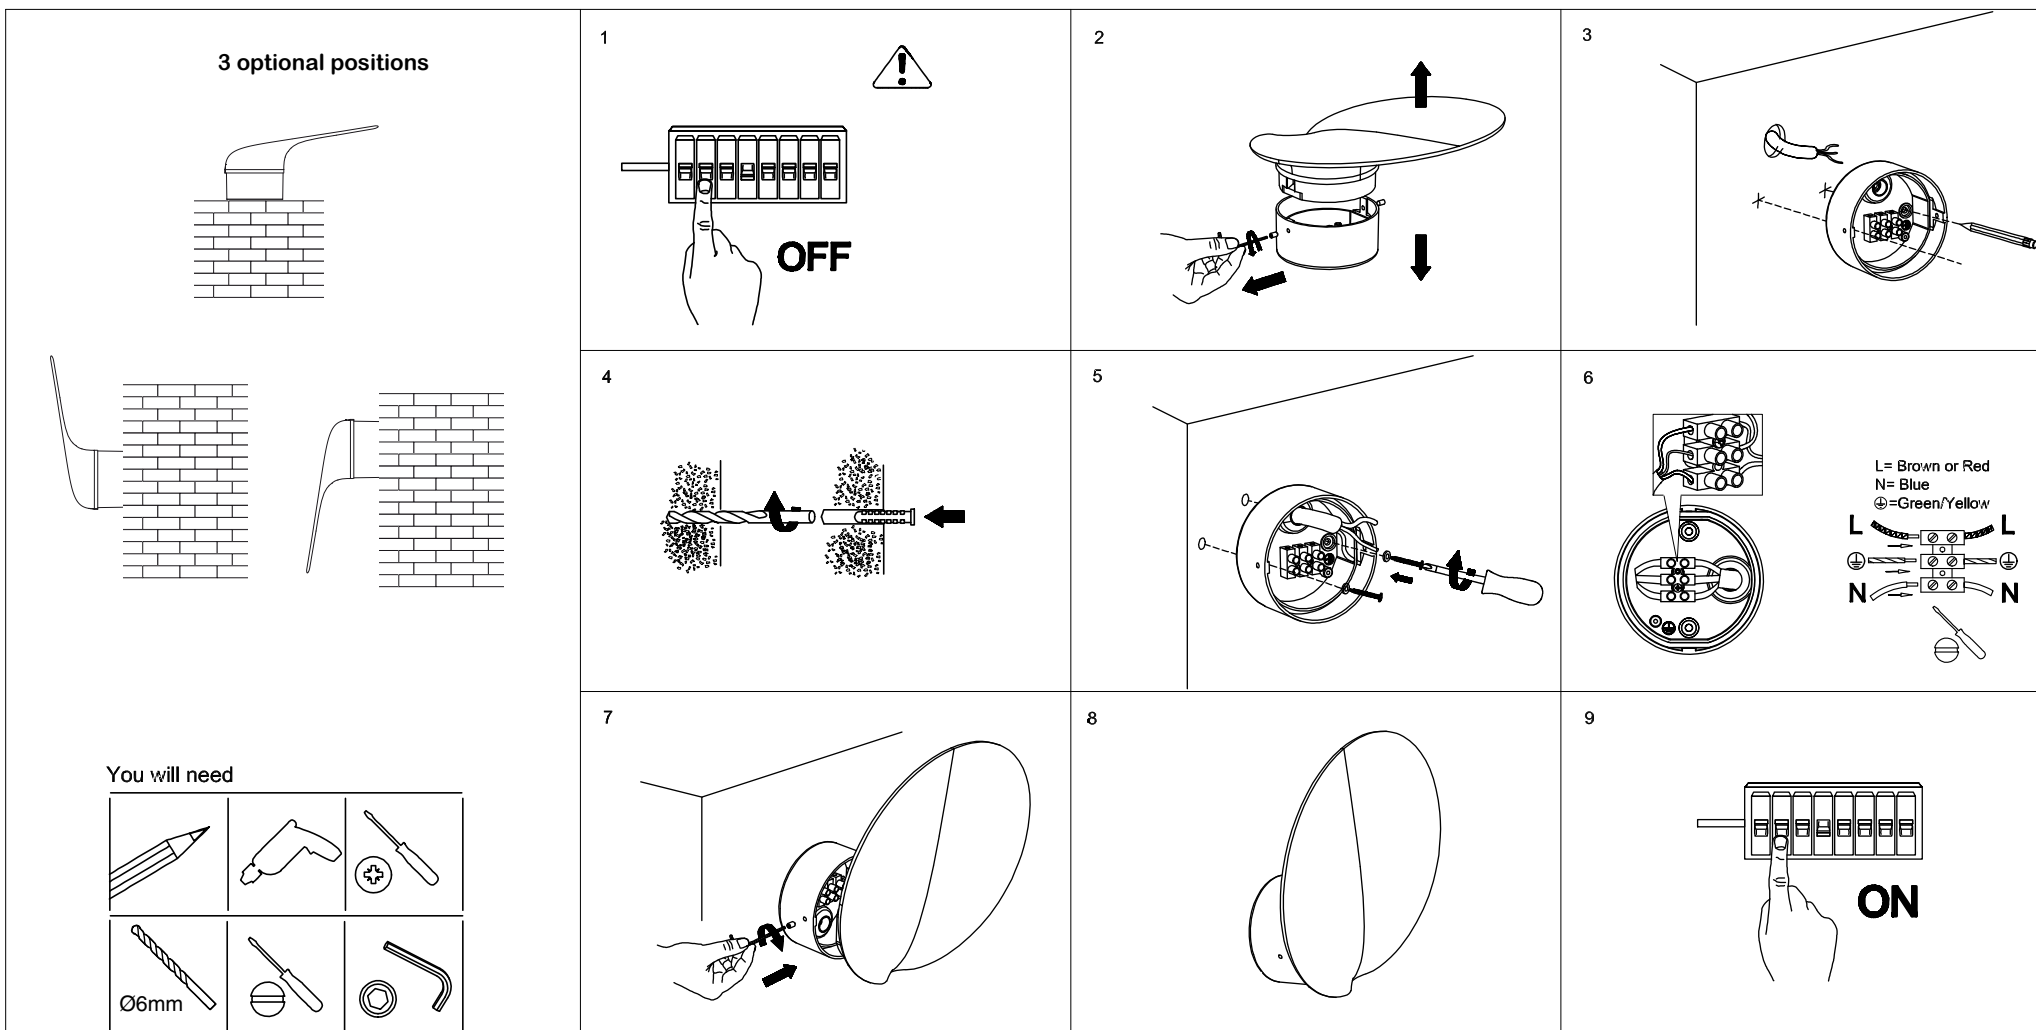 3 optional positions
You will need
Ø6mm
1
OFF
2
3
4
5
6
L= Brown or Red
N= Blue
⏚=Green/Yellow
L L
⏚ ⏚
N N
7
8
9
ON